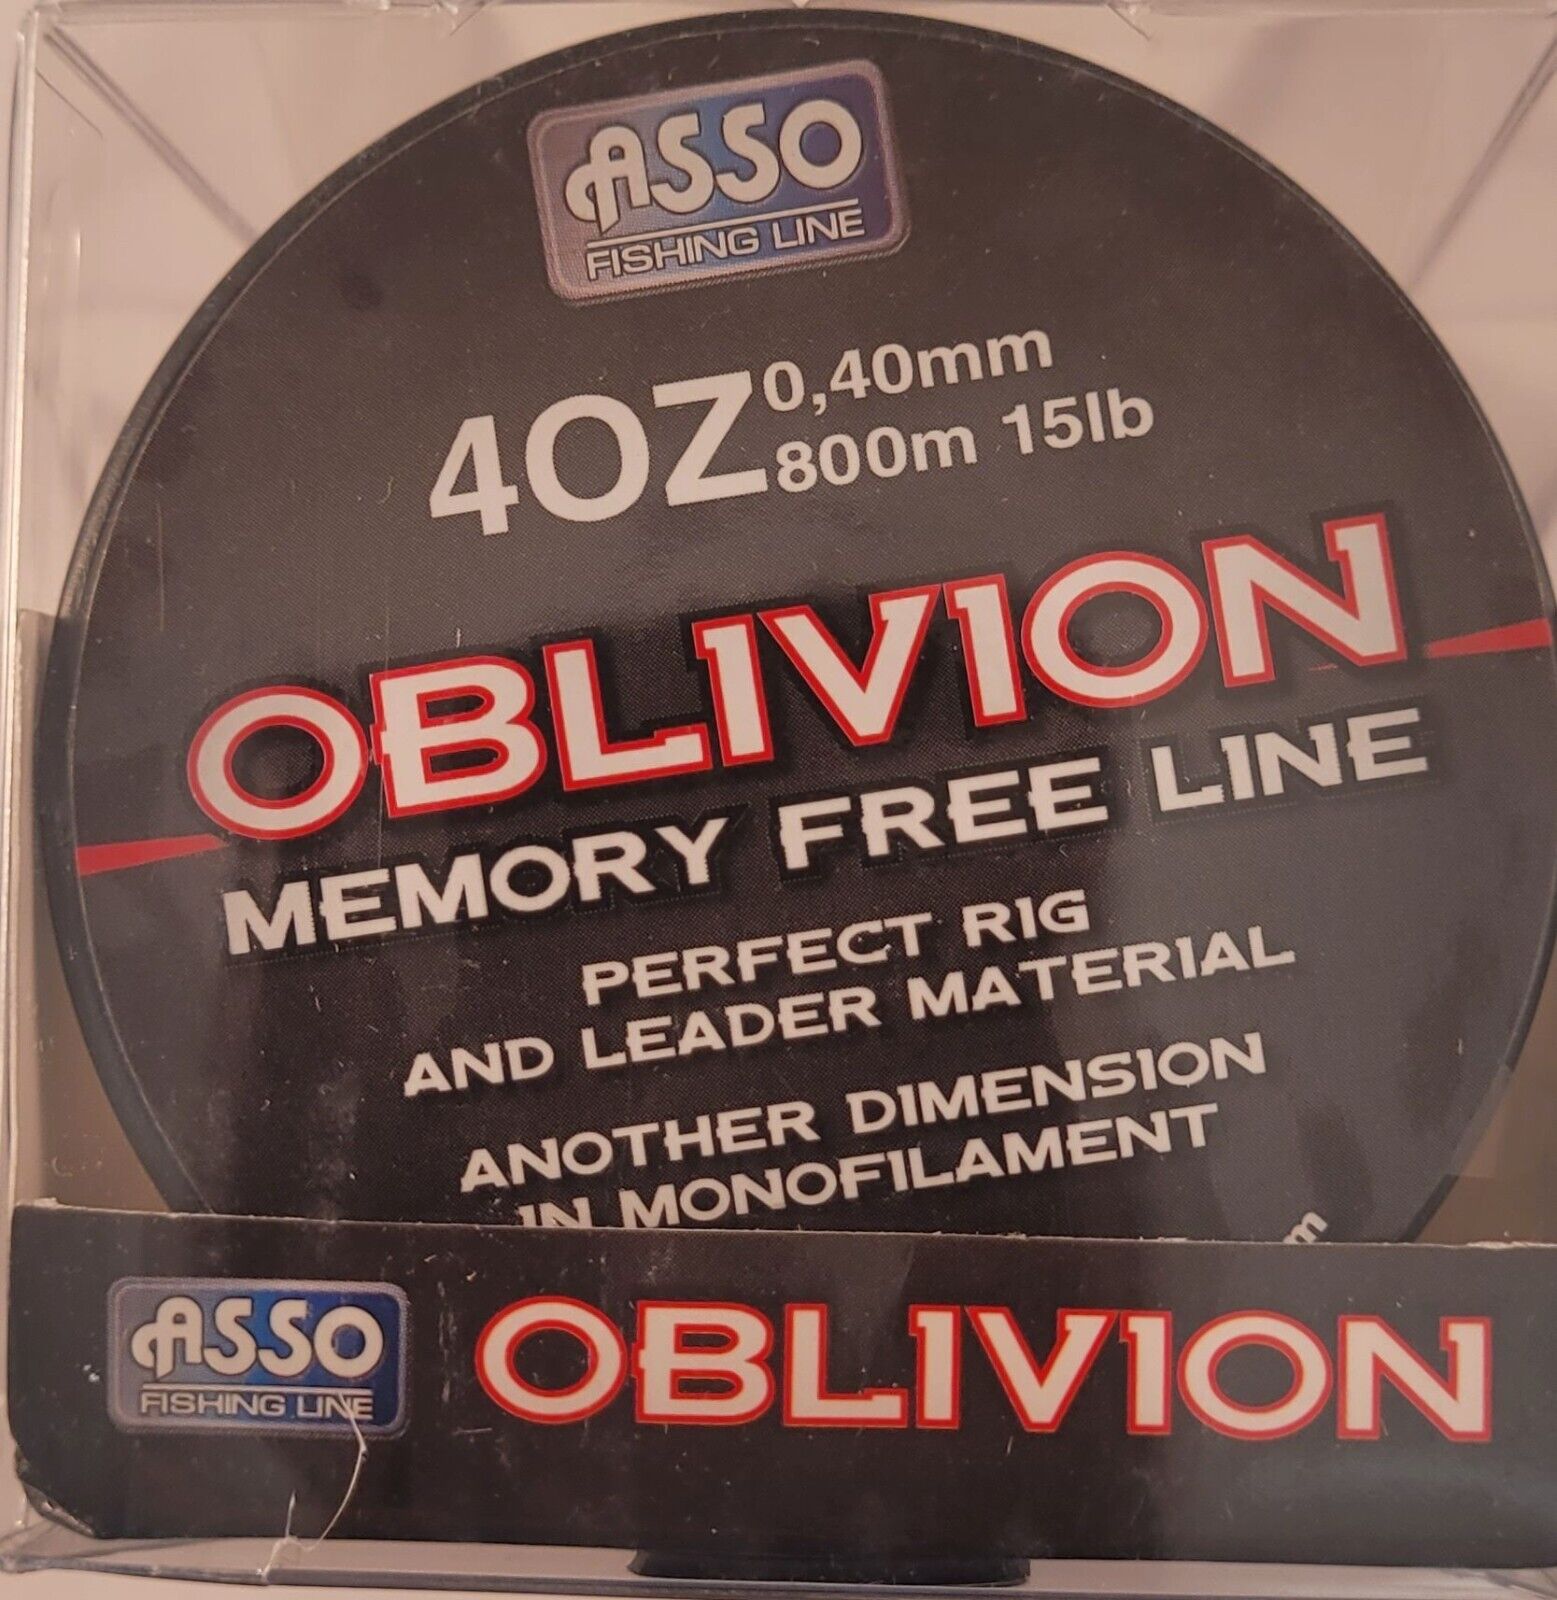 ASSO
FISHING LINE
4OZ 0,40mm
800m 15lb
OBLIVION
MEMORY FREE LINE
PERFECT RIG
AND LEADER MATERIAL
ANOTHER DIMENSION
IN MONOFILAMENT
ASSO
FISHING LINE
OBLIVION